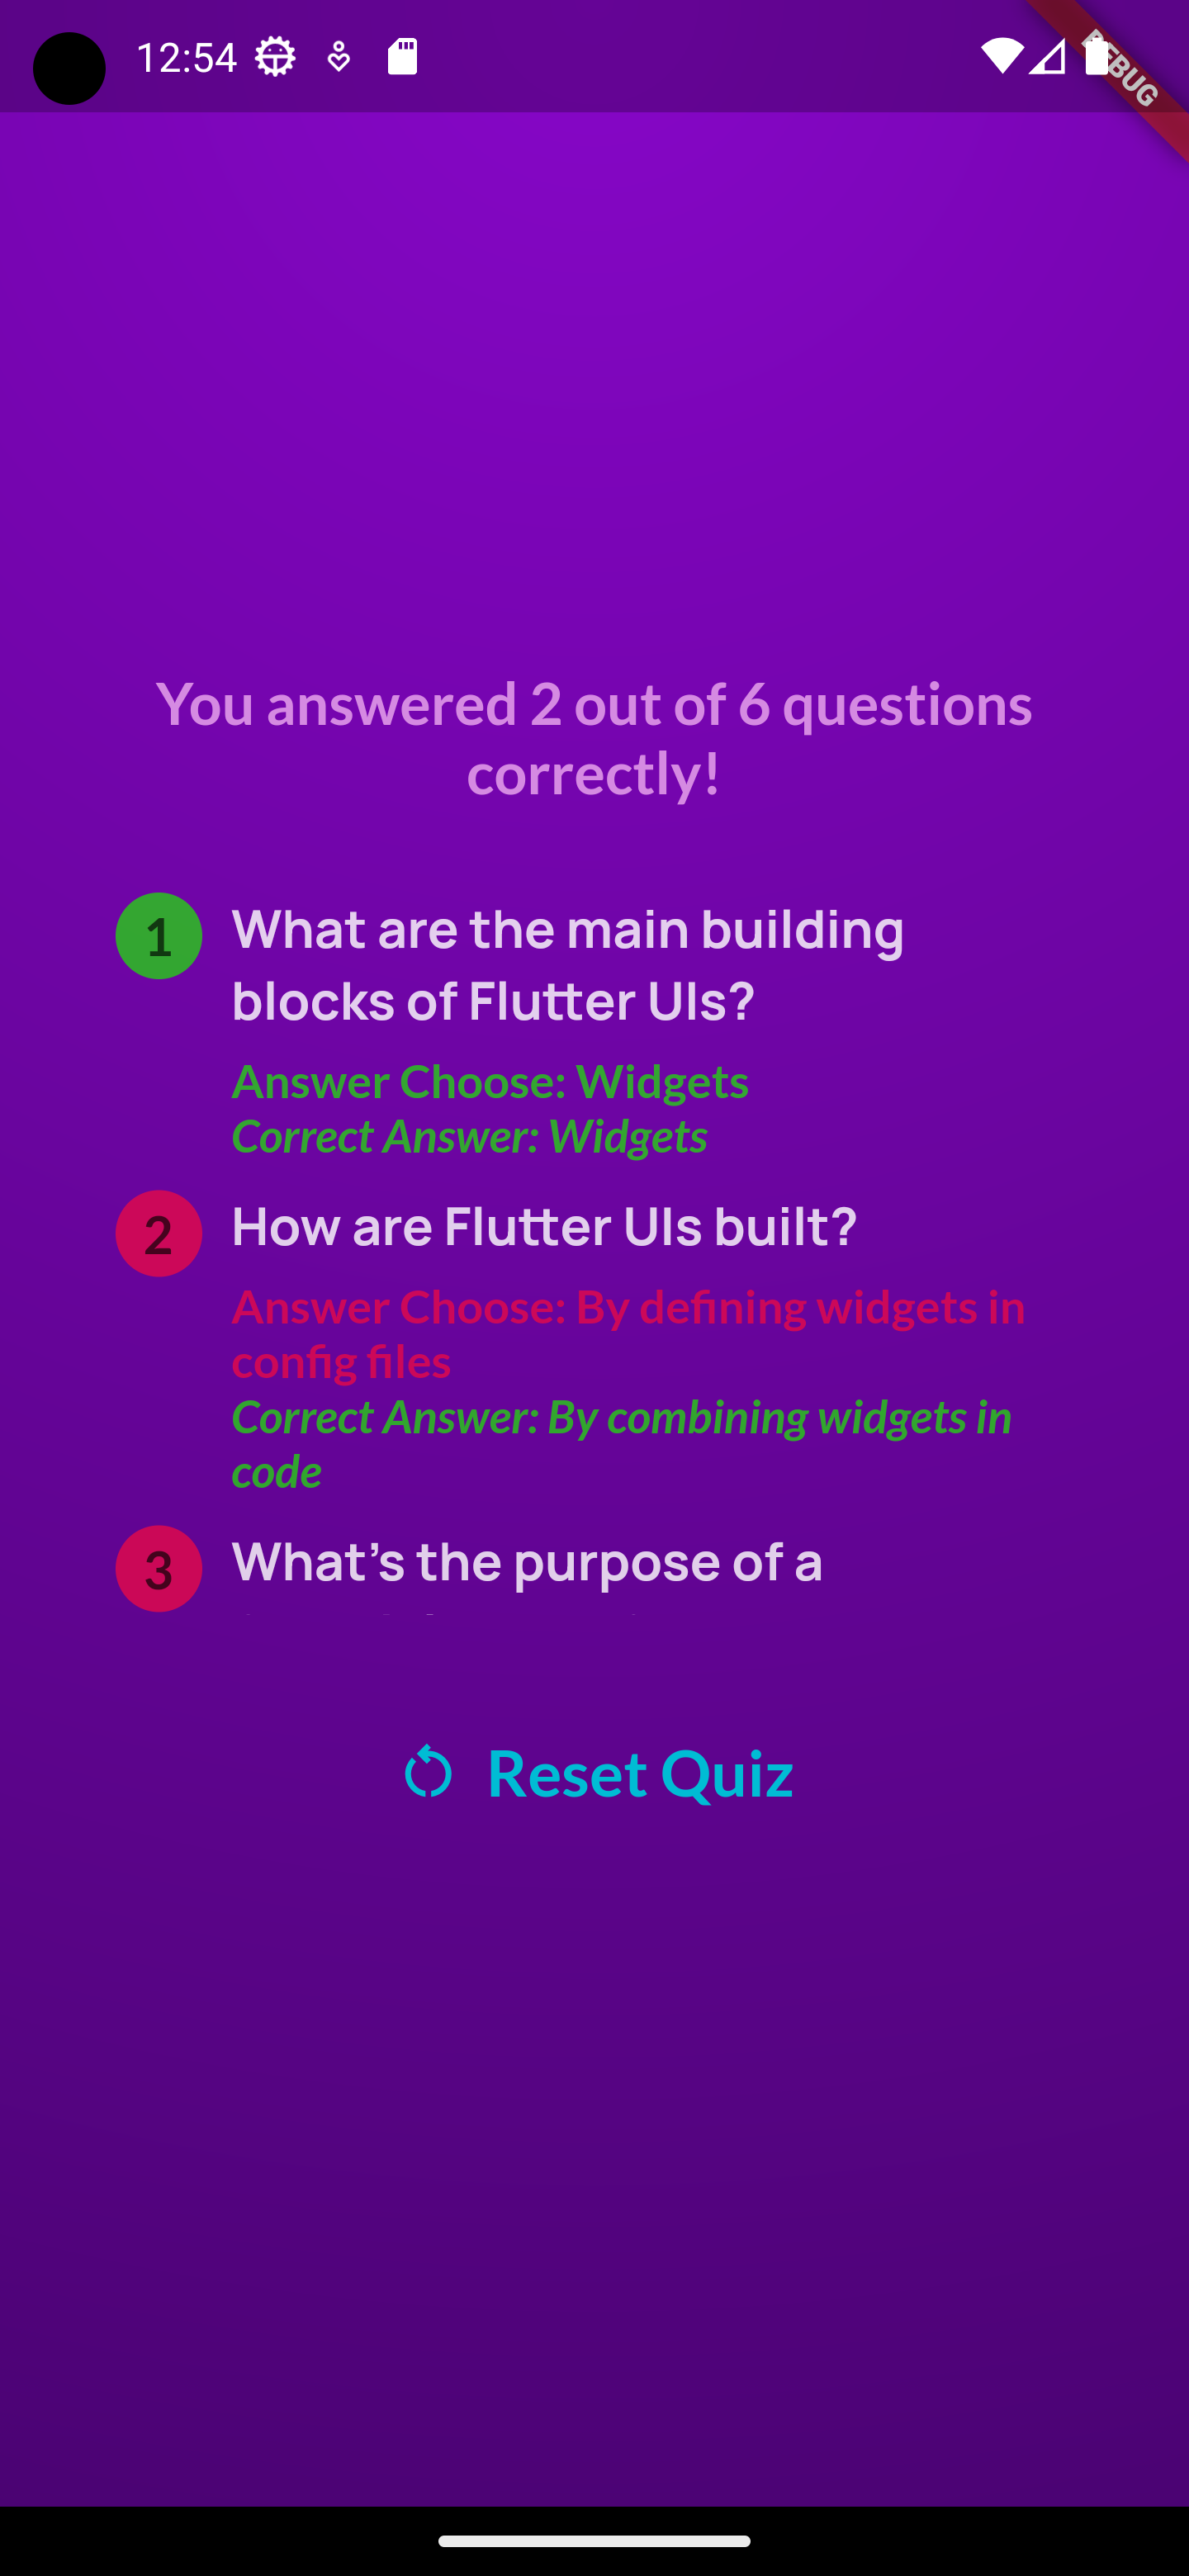 12:54
DEBUG
You answered 2 out of 6 questions
correctly!
1
What are the main building
blocks of Flutter UIs?
Answer Choose: Widgets
Correct Answer: Widgets
2
How are Flutter UIs built?
Answer Choose: By defining widgets in
config files
Correct Answer: By combining widgets in
code
3
What's the purpose of a
Reset Quiz